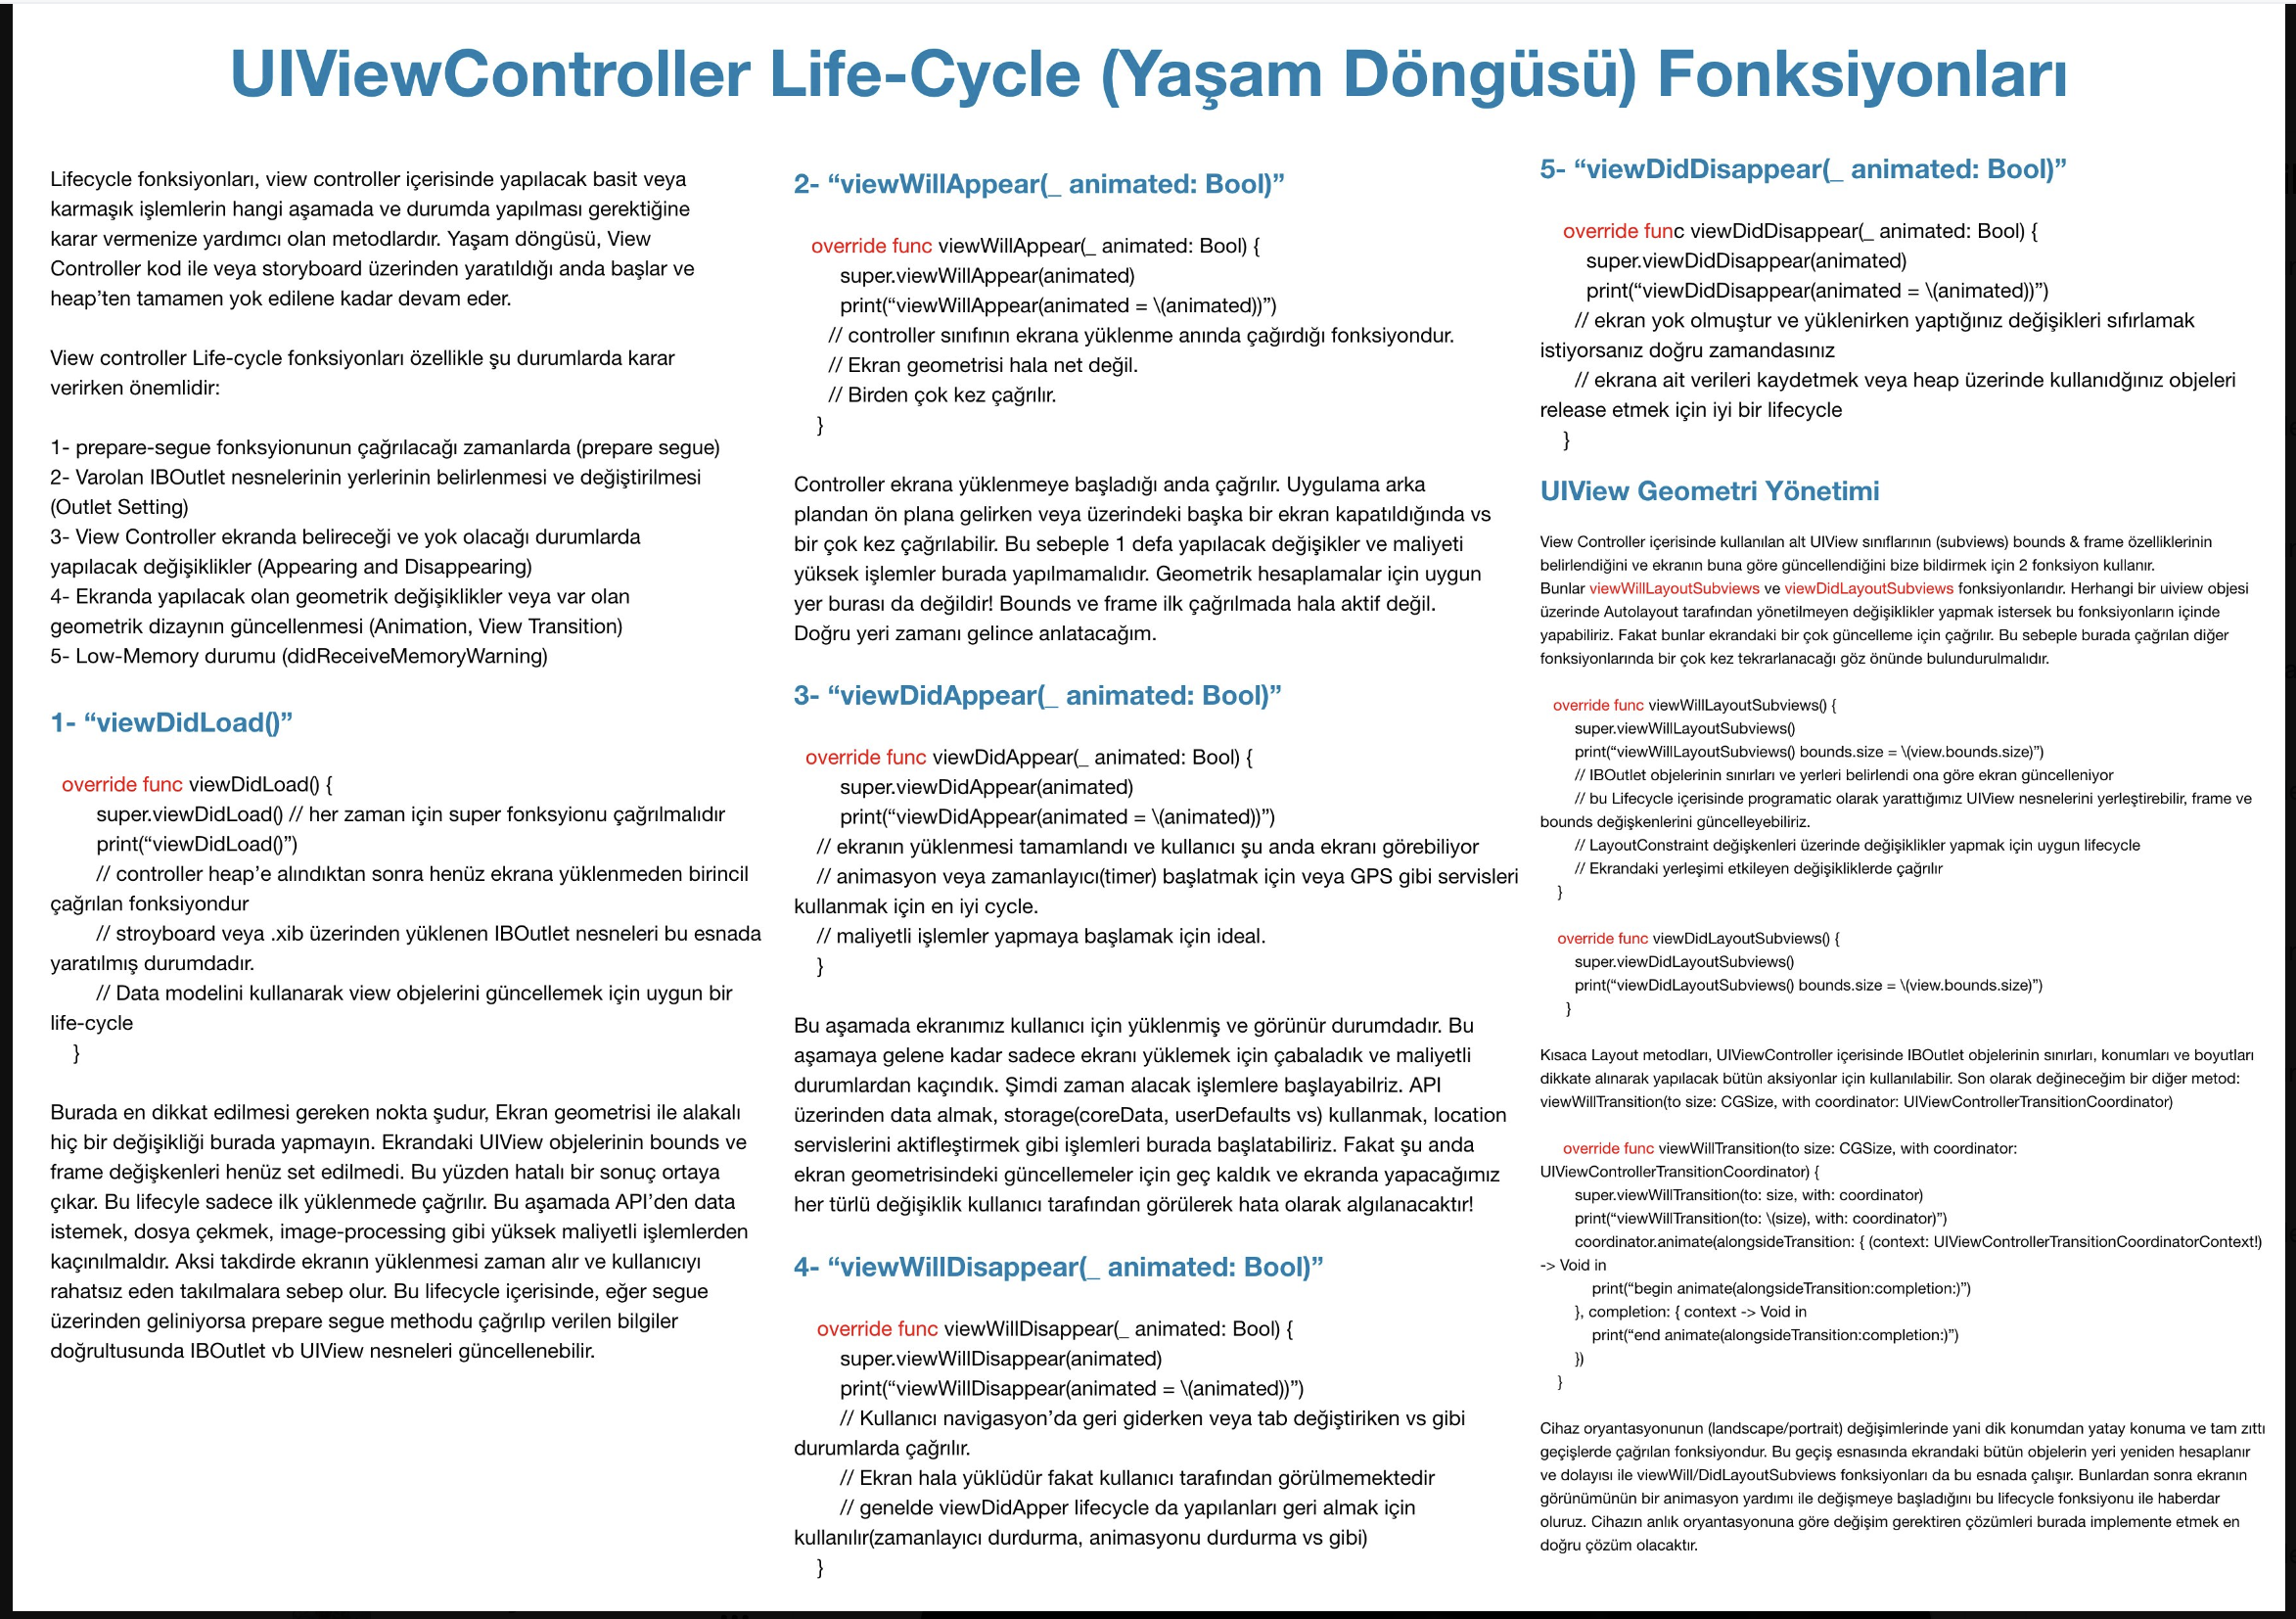 UIViewController Life-Cycle (Yaşam Döngüsü) Fonksiyonları
Lifecycle fonksiyonları, view controller içerisinde yapılacak basit veya
karmaşık işlemlerin hangi aşamada ve durumda yapılması gerektiğine
karar vermenize yardımcı olan metodlardır. Yaşam döngüsü, View
Controller kod ile veya storyboard üzerinden yaratıldığı anda başlar ve
heap’ten tamamen yok edilene kadar devam eder.
View controller Life-cycle fonksiyonları özellikle şu durumlarda karar
verirken önemlidir:
1- prepare-segue fonksyionunun çağrılacağı zamanlarda (prepare segue)
2- Varolan IBOutlet nesnelerinin yerlerinin belirlenmesi ve değiştirilmesi
(Outlet Setting)
3- View Controller ekranda belireceği ve yok olacağı durumlarda
yapılacak değişiklikler (Appearing and Disappearing)
4- Ekranda yapılacak olan geometrik değişiklikler veya var olan
geometrik dizaynın güncellenmesi (Animation, View Transition)
5- Low-Memory durumu (didReceiveMemoryWarning)
1- “viewDidLoad()”
override func viewDidLoad() {
super.viewDidLoad() // her zaman için super fonksyionu çağrılmalıdır
print(“viewDidLoad()”)
// controller heap’e alındıktan sonra henüz ekrana yüklenmeden birincil
çağrılan fonksiyondur
// stroyboard veya .xib üzerinden yüklenen IBOutlet nesneleri bu esnada
yaratılmış durumdadır.
// Data modelini kullanarak view objelerini güncellemek için uygun bir
life-cycle
}
Burada en dikkat edilmesi gereken nokta şudur, Ekran geometrisi ile alakalı
hiç bir değişikliği burada yapmayın. Ekrandaki UIView objelerinin bounds ve
frame değişkenleri henüz set edilmedi. Bu yüzden hatalı bir sonuç ortaya
çıkar. Bu lifecyle sadece ilk yüklenmede çağrılır. Bu aşamada API’den data
istemek, dosya çekmek, image-processing gibi yüksek maliyetli işlemlerden
kaçınılmaldır. Aksi takdirde ekranın yüklenmesi zaman alır ve kullanıcıyı
rahatsız eden takılmalara sebep olur. Bu lifecycle içerisinde, eğer segue
üzerinden geliniyorsa prepare segue methodu çağrılıp verilen bilgiler
doğrultusunda IBOutlet vb UIView nesneleri güncellenebilir.
2- “viewWillAppear(_ animated: Bool)”
override func viewWillAppear(_ animated: Bool) {
super.viewWillAppear(animated)
print(“viewWillAppear(animated = \(animated))”)
// controller sınıfının ekrana yüklenme anında çağırdığı fonksiyondur.
// Ekran geometrisi hala net değil.
// Birden çok kez çağrılır.
}
Controller ekrana yüklenmeye başladığı anda çağrılır. Uygulama arka
plandan ön plana gelirken veya üzerindeki başka bir ekran kapatıldığında vs
bir çok kez çağrılabilir. Bu sebeple 1 defa yapılacak değişikler ve maliyeti
yüksek işlemler burada yapılmamalıdır. Geometrik hesaplamalar için uygun
yer burası da değildir! Bounds ve frame ilk çağrılmada hala aktif değil.
Doğru yeri zamanı gelince anlatacağım.
3- “viewDidAppear(_ animated: Bool)”
override func viewDidAppear(_ animated: Bool) {
super.viewDidAppear(animated)
print(“viewDidAppear(animated = \(animated))”)
// ekranın yüklenmesi tamamlandı ve kullanıcı şu anda ekranı görebiliyor
// animasyon veya zamanlayıcı(timer) başlatmak için veya GPS gibi servisleri
kullanmak için en iyi cycle.
// maliyetli işlemler yapmaya başlamak için ideal.
}
Bu aşamada ekranımız kullanıcı için yüklenmiş ve görünür durumdadır. Bu
aşamaya gelene kadar sadece ekranı yüklemek için çabaladık ve maliyetli
durumlardan kaçındık. Şimdi zaman alacak işlemlere başlayabilriz. API
üzerinden data almak, storage(coreData, userDefaults vs) kullanmak, location
servislerini aktifleştirmek gibi işlemleri burada başlatabiliriz. Fakat şu anda
ekran geometrisindeki güncellemeler için geç kaldık ve ekranda yapacağımız
her türlü değişiklik kullanıcı tarafından görülerek hata olarak algılanacaktır!
4- “viewWillDisappear(_ animated: Bool)”
override func viewWillDisappear(_ animated: Bool) {
super.viewWillDisappear(animated)
print(“viewWillDisappear(animated = \(animated))”)
// Kullanıcı navigasyon’da geri giderken veya tab değiştiriken vs gibi
durumlarda çağrılır.
// Ekran hala yüklüdür fakat kullanıcı tarafından görülmemektedir
// genelde viewDidApper lifecycle da yapılanları geri almak için
kullanılır(zamanlayıcı durdurma, animasyonu durdurma vs gibi)
}
5- “viewDidDisappear(_ animated: Bool)”
override func viewDidDisappear(_ animated: Bool) {
super.viewDidDisappear(animated)
print(“viewDidDisappear(animated = \(animated))”)
// ekran yok olmuştur ve yüklenirken yaptığınız değişikleri sıfırlamak
istiyorsanız doğru zamandasınız
// ekrana ait verileri kaydetmek veya heap üzerinde kullanıdğınız objeleri
release etmek için iyi bir lifecycle
}
UIView Geometri Yönetimi
View Controller içerisinde kullanılan alt UIView sınıflarının (subviews) bounds & frame özelliklerinin
belirlendiğini ve ekranın buna göre güncellendiğini bize bildirmek için 2 fonksiyon kullanır.
Bunlar viewWillLayoutSubviews ve viewDidLayoutSubviews fonksiyonlarıdır. Herhangi bir uiview objesi
üzerinde Autolayout tarafından yönetilmeyen değişiklikler yapmak istersek bu fonksiyonların içinde
yapabiliriz. Fakat bunlar ekrandaki bir çok güncelleme için çağrılır. Bu sebeple burada çağrılan diğer
fonksiyonlarında bir çok kez tekrarlanacağı göz önünde bulundurulmalıdır.
override func viewWillLayoutSubviews() {
super.viewWillLayoutSubviews()
print(“viewWillLayoutSubviews() bounds.size = \(view.bounds.size)”)
// IBOutlet objelerinin sınırları ve yerleri belirlendi ona göre ekran güncelleniyor
// bu Lifecycle içerisinde programatic olarak yarattığımız UIView nesnelerini yerleştirebilir, frame ve
bounds değişkenlerini güncelleyebiliriz.
// LayoutConstraint değişkenleri üzerinde değişiklikler yapmak için uygun lifecycle
// Ekrandaki yerleşimi etkileyen değişikliklerde çağrılır
}
override func viewDidLayoutSubviews() {
super.viewDidLayoutSubviews()
print(“viewDidLayoutSubviews() bounds.size = \(view.bounds.size)”)
}
Kısaca Layout metodları, UIViewController içerisinde IBOutlet objelerinin sınırları, konumları ve boyutları
dikkate alınarak yapılacak bütün aksiyonlar için kullanılabilir. Son olarak değineceğim bir diğer metod:
viewWillTransition(to size: CGSize, with coordinator: UIViewControllerTransitionCoordinator)
override func viewWillTransition(to size: CGSize, with coordinator:
UIViewControllerTransitionCoordinator) {
super.viewWillTransition(to: size, with: coordinator)
print(“viewWillTransition(to: \(size), with: coordinator)”)
coordinator.animate(alongsideTransition: { (context: UIViewControllerTransitionCoordinatorContext!)
-> Void in
print(“begin animate(alongsideTransition:completion:)”)
}, completion: { context -> Void in
print(“end animate(alongsideTransition:completion:)”)
})
}
Cihaz oryantasyonunun (landscape/portrait) değişimlerinde yani dik konumdan yatay konuma ve tam zıttı
geçişlerde çağrılan fonksiyondur. Bu geçiş esnasında ekrandaki bütün objelerin yeri yeniden hesaplanır
ve dolayısı ile viewWill/DidLayoutSubviews fonksiyonları da bu esnada çalışır. Bunlardan sonra ekranın
görünümünün bir animasyon yardımı ile değişmeye başladığını bu lifecycle fonksiyonu ile haberdar
oluruz. Cihazın anlık oryantasyonuna göre değişim gerektiren çözümleri burada implemente etmek en
doğru çözüm olacaktır.